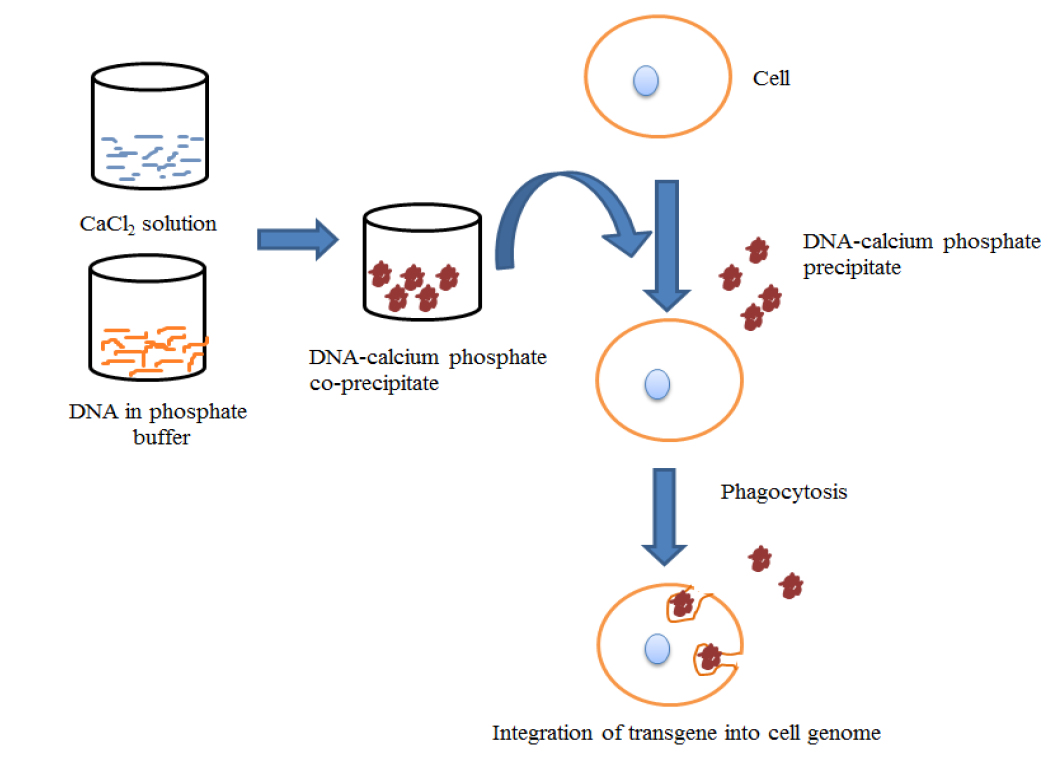 Cell
CaCl₂ solution
DNA-calcium phosphate
precipitate
DNA-calcium phosphate
co-precipitate
DNA in phosphate
buffer
Phagocytosis
Integration of transgene into cell genome